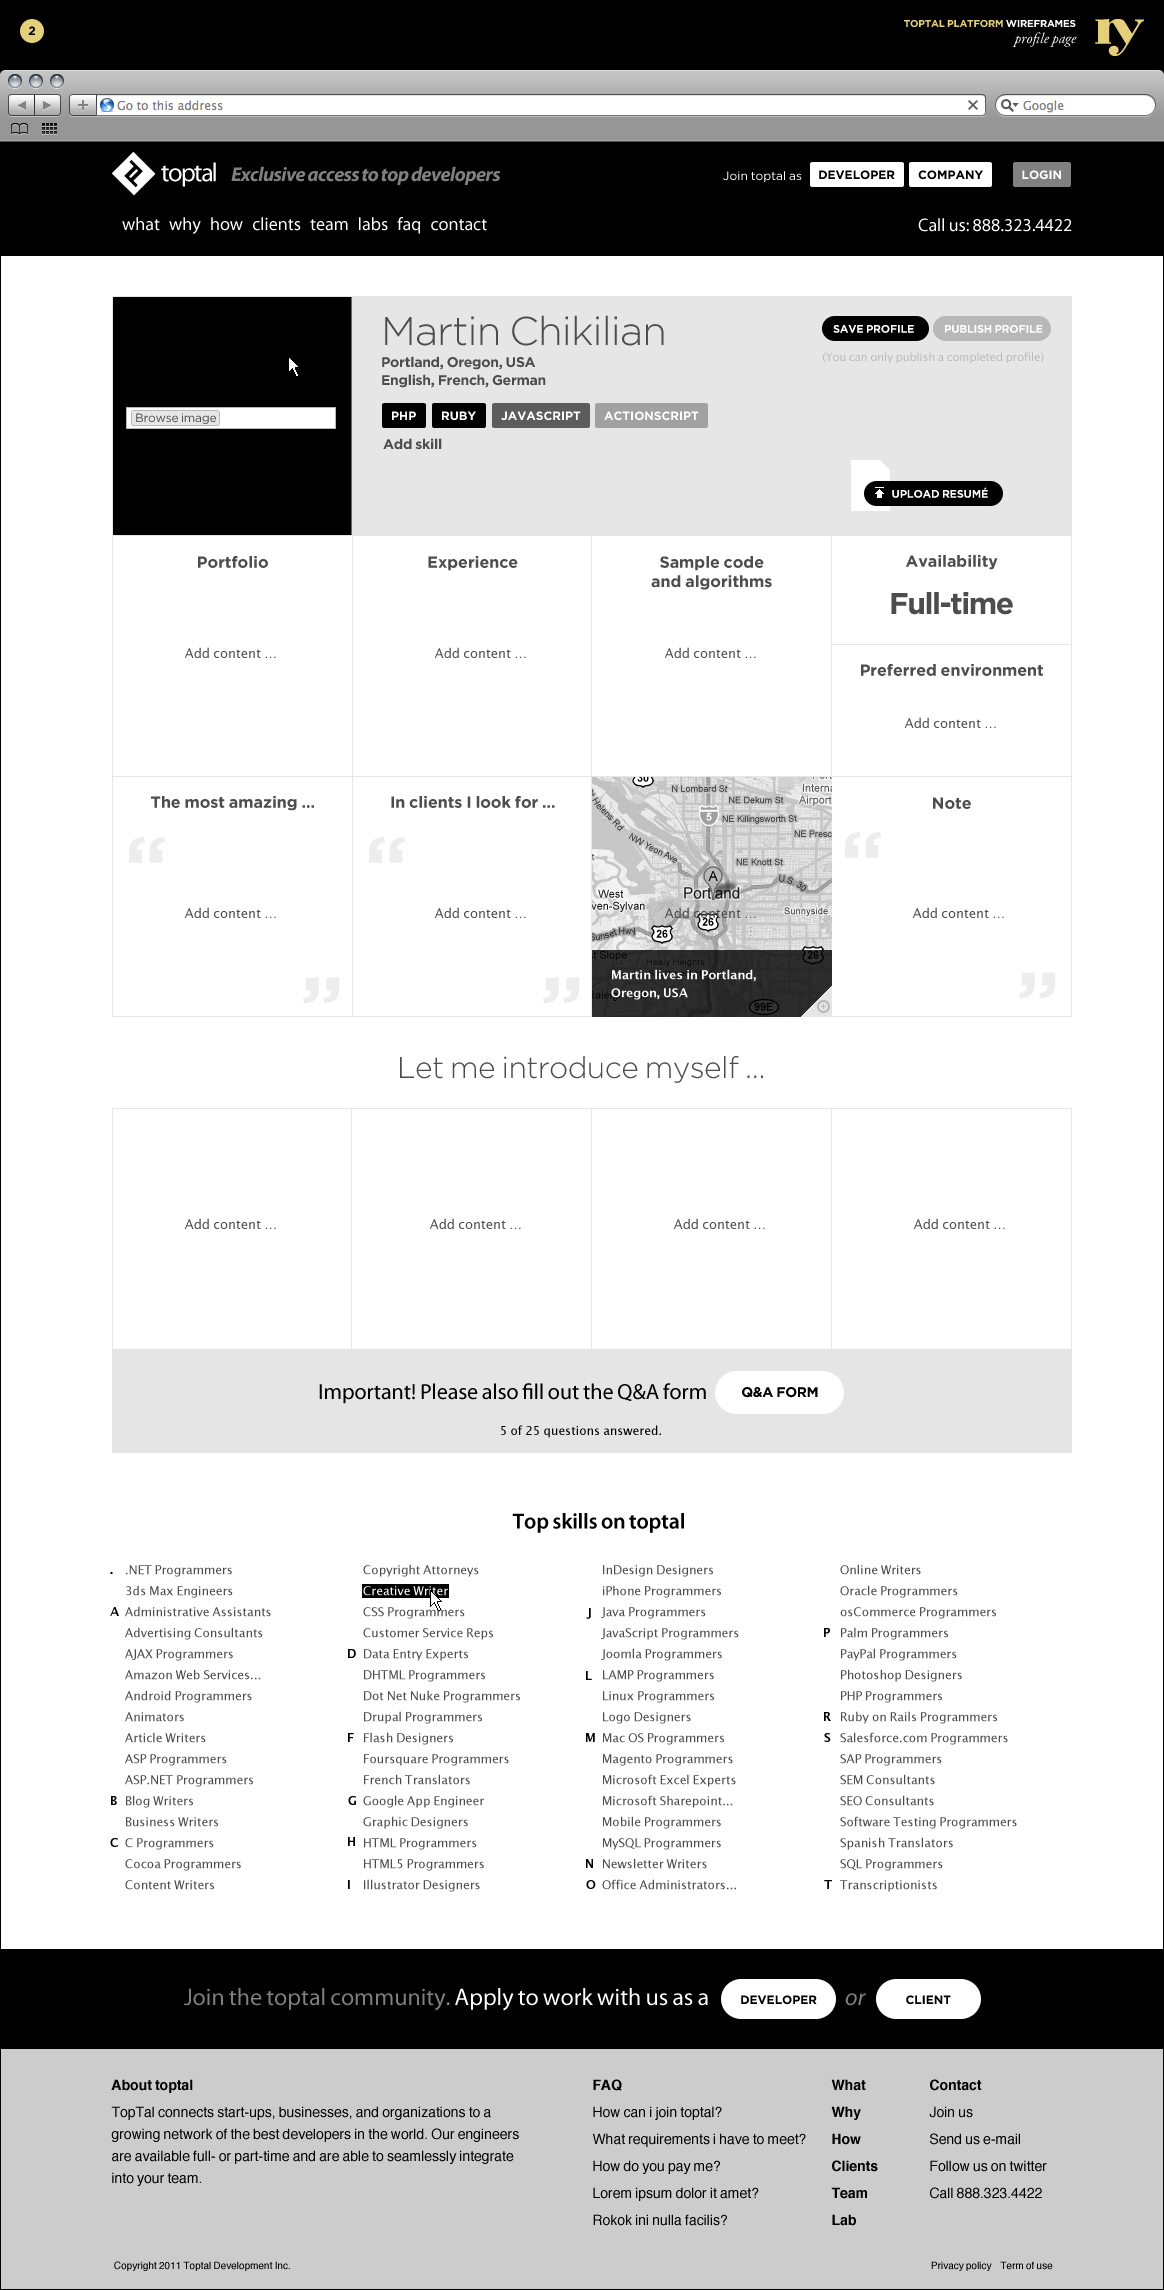 2
TOPTAL PLATFORM WIREFRAMES
profile page
ry
Go to this address
Google
toptal Exclusive access to top developers
Join toptal as DEVELOPER COMPANY LOGIN
what why how clients team labs faq contact
Call us: 888.323.4422
Martin Chikilian
Portland, Oregon, USA
English, French, German
SAVE PROFILE PUBLISH PROFILE
(You can only publish a completed profile)
Browse image
PHP RUBY JAVASCRIPT ACTIONSCRIPT
Add skill
UPLOAD RESUMÉ
Portfolio
Add content ...
Experience
Add content ...
Sample code
and algorithms
Add content ...
Availability
Full-time
Preferred environment
Add content ...
The most amazing ...
“
Add content ...
”
In clients I look for ...
“
Add content ...
”
30
N Lombard St
Airport
NE Dekum St
5
NE Killingsworth St
Helens Rd
NW Yeon Ave
NE Knott St
A
U.S. 30
Portland
West
ven-Sylvan
Add content ...
Sunnyside
26
26
Sunset Hwy
26
Healy Heights
Martin lives in Portland,
Oregon, USA
99E
Note
“
Add content ...
”
Let me introduce myself ...
Add content ...
Add content ...
Add content ...
Add content ...
Important! Please also fill out the Q&A form Q&A FORM
5 of 25 questions answered.
Top skills on toptal
. .NET Programmers
3ds Max Engineers
A Administrative Assistants
Advertising Consultants
AJAX Programmers
Amazon Web Services...
Android Programmers
Animators
Article Writers
ASP Programmers
ASP.NET Programmers
B Blog Writers
Business Writers
C C Programmers
Cocoa Programmers
Content Writers
Copyright Attorneys
Creative Writer
CSS Programmers
Customer Service Reps
D Data Entry Experts
DHTML Programmers
Dot Net Nuke Programmers
Drupal Programmers
F Flash Designers
Foursquare Programmers
French Translators
G Google App Engineer
Graphic Designers
H HTML Programmers
HTML5 Programmers
I Illustrator Designers
InDesign Designers
iPhone Programmers
J Java Programmers
JavaScript Programmers
Joomla Programmers
L LAMP Programmers
Linux Programmers
Logo Designers
M Mac OS Programmers
Magento Programmers
Microsoft Excel Experts
Microsoft Sharepoint...
Mobile Programmers
MySQL Programmers
N Newsletter Writers
O Office Administrators...
Online Writers
Oracle Programmers
osCommerce Programmers
P Palm Programmers
PayPal Programmers
Photoshop Designers
PHP Programmers
R Ruby on Rails Programmers
S Salesforce.com Programmers
SAP Programmers
SEM Consultants
SEO Consultants
Software Testing Programmers
Spanish Translators
SQL Programmers
T Transcriptionists
Join the toptal community. Apply to work with us as a DEVELOPER or CLIENT
About toptal
TopTal connects start-ups, businesses, and organizations to a
growing network of the best developers in the world. Our engineers
are available full- or part-time and are able to seamlessly integrate
into your team.
FAQ
How can i join toptal?
What requirements i have to meet?
How do you pay me?
Lorem ipsum dolor it amet?
Rokok ini nulla facilis?
What
Why
How
Clients
Team
Lab
Contact
Join us
Send us e-mail
Follow us on twitter
Call 888.323.4422
Copyright 2011 Toptal Development Inc.
Privacy policy Term of use